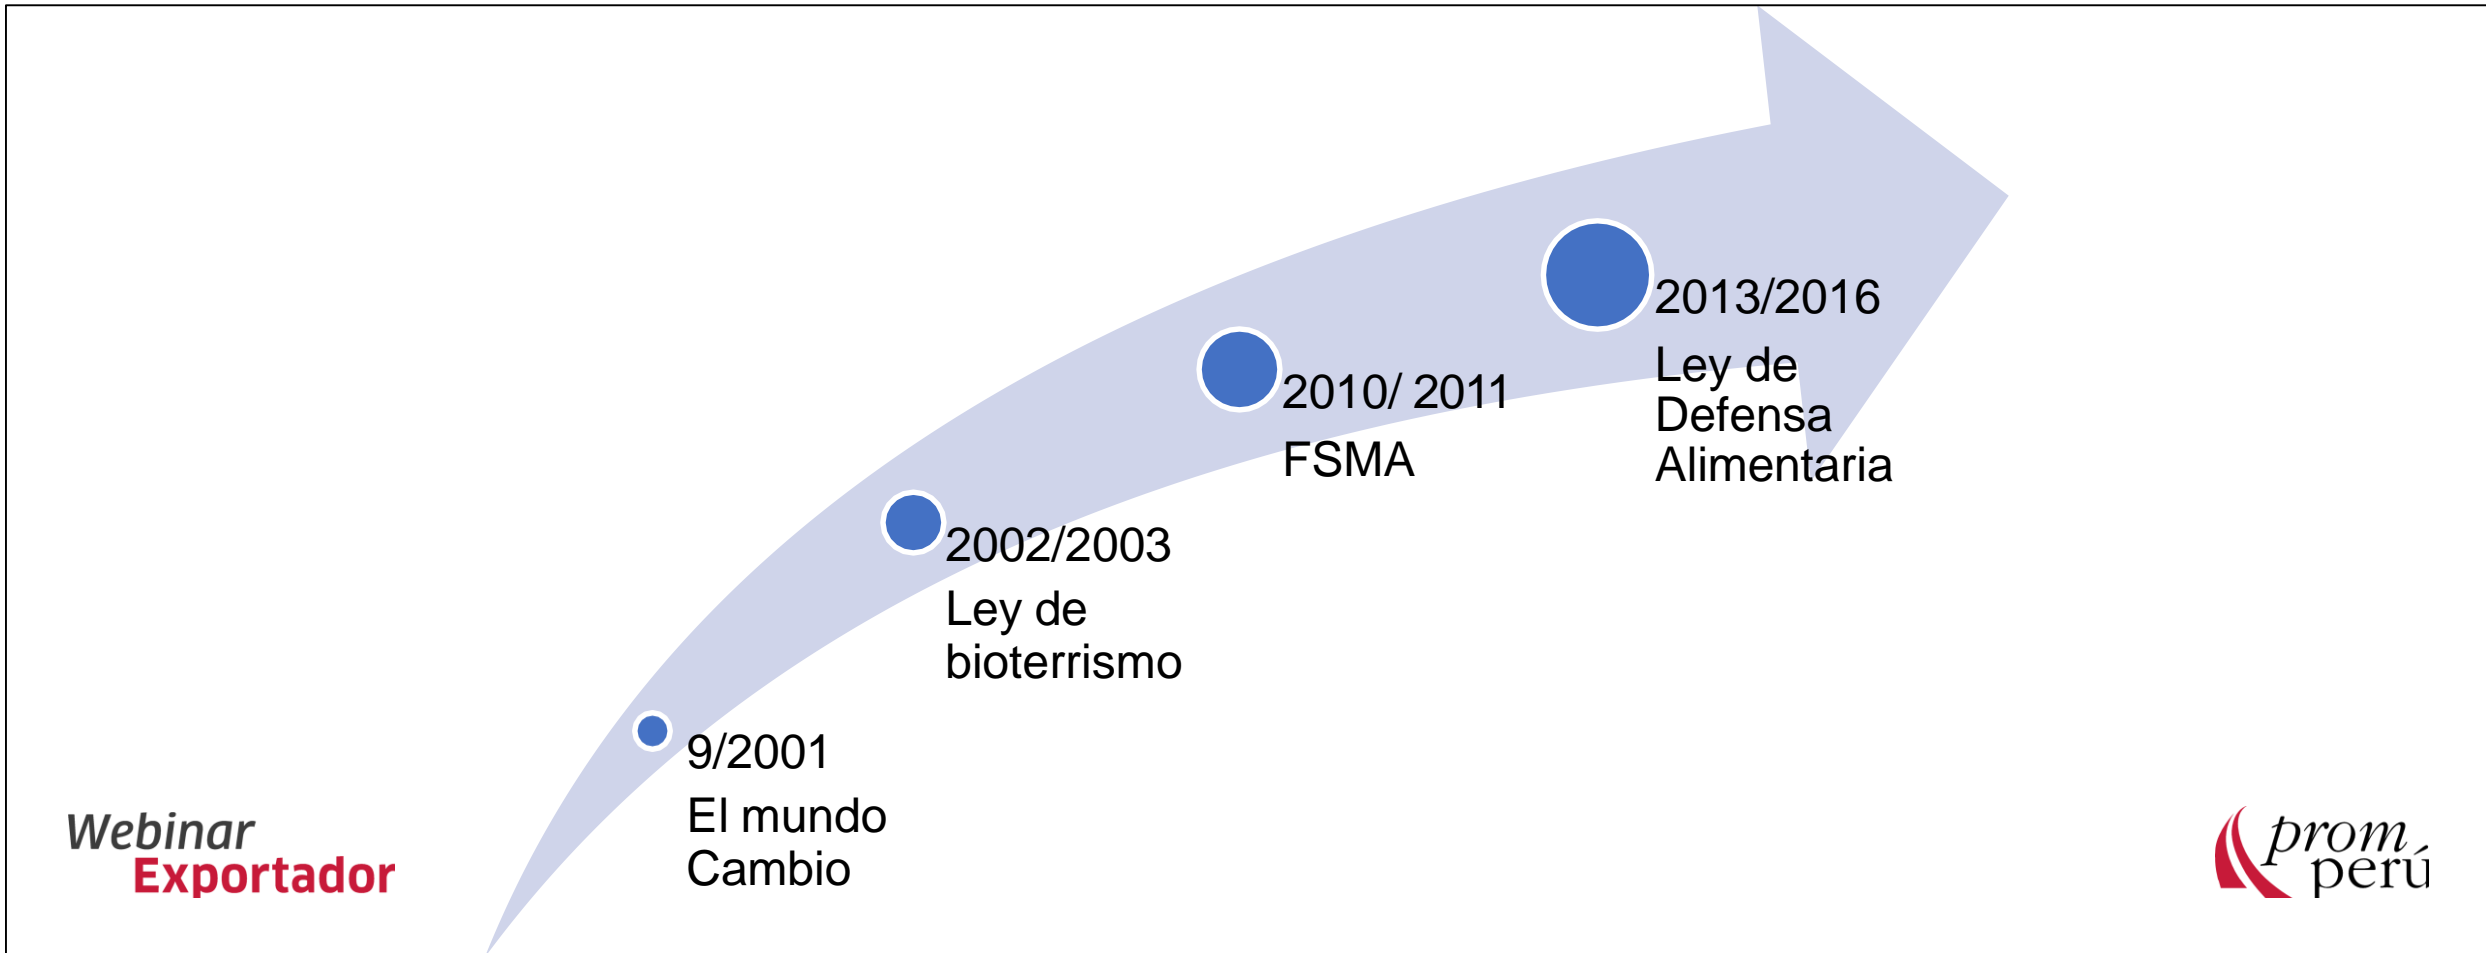 9/2001
El mundo
Cambio
2002/2003
Ley de
bioterrismo
2010/ 2011
FSMA
2013/2016
Ley de
Defensa
Alimentaria
Webinar
Exportador
prom
perú